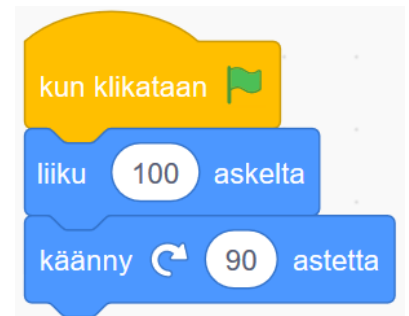 kun klikataan
liiku 100 askelta
käänny 90 astetta